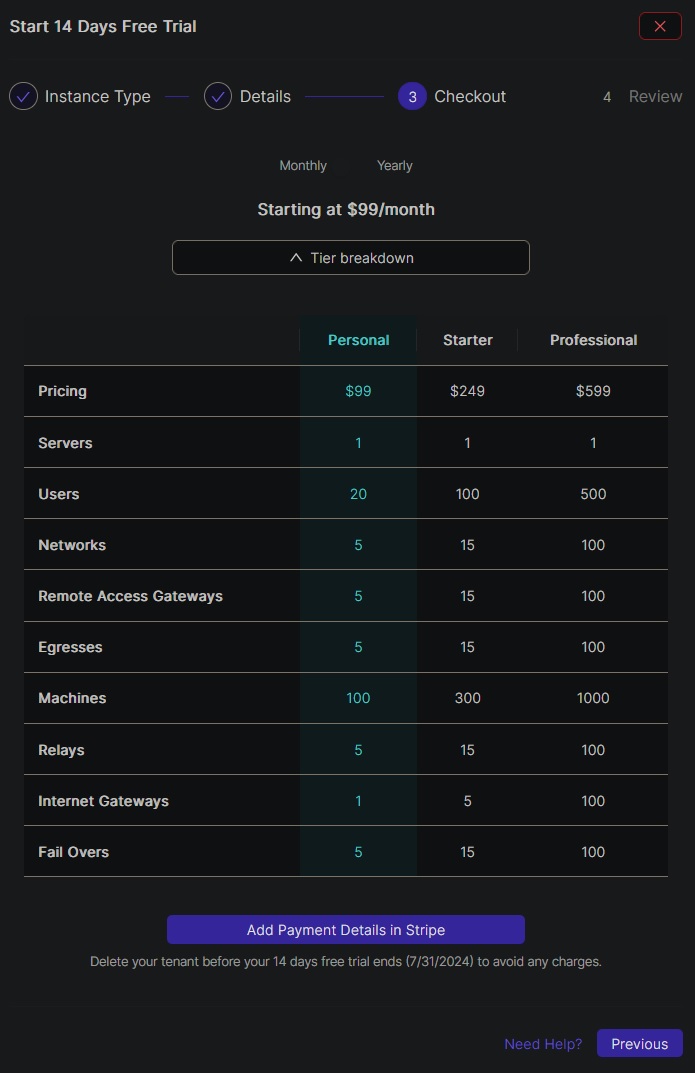 Start 14 Days Free Trial
Instance Type Details 3 Checkout 4 Review
Monthly Yearly
Starting at $99/month
Tier breakdown
Personal Starter Professional
Pricing $99 $249 $599
Servers 1 1 1
Users 20 100 500
Networks 5 15 100
Remote Access Gateways 5 15 100
Egresses 5 15 100
Machines 100 300 1000
Relays 5 15 100
Internet Gateways 1 5 100
Fail Overs 5 15 100
Add Payment Details in Stripe
Delete your tenant before your 14 days free trial ends (7/31/2024) to avoid any charges.
Need Help? Previous